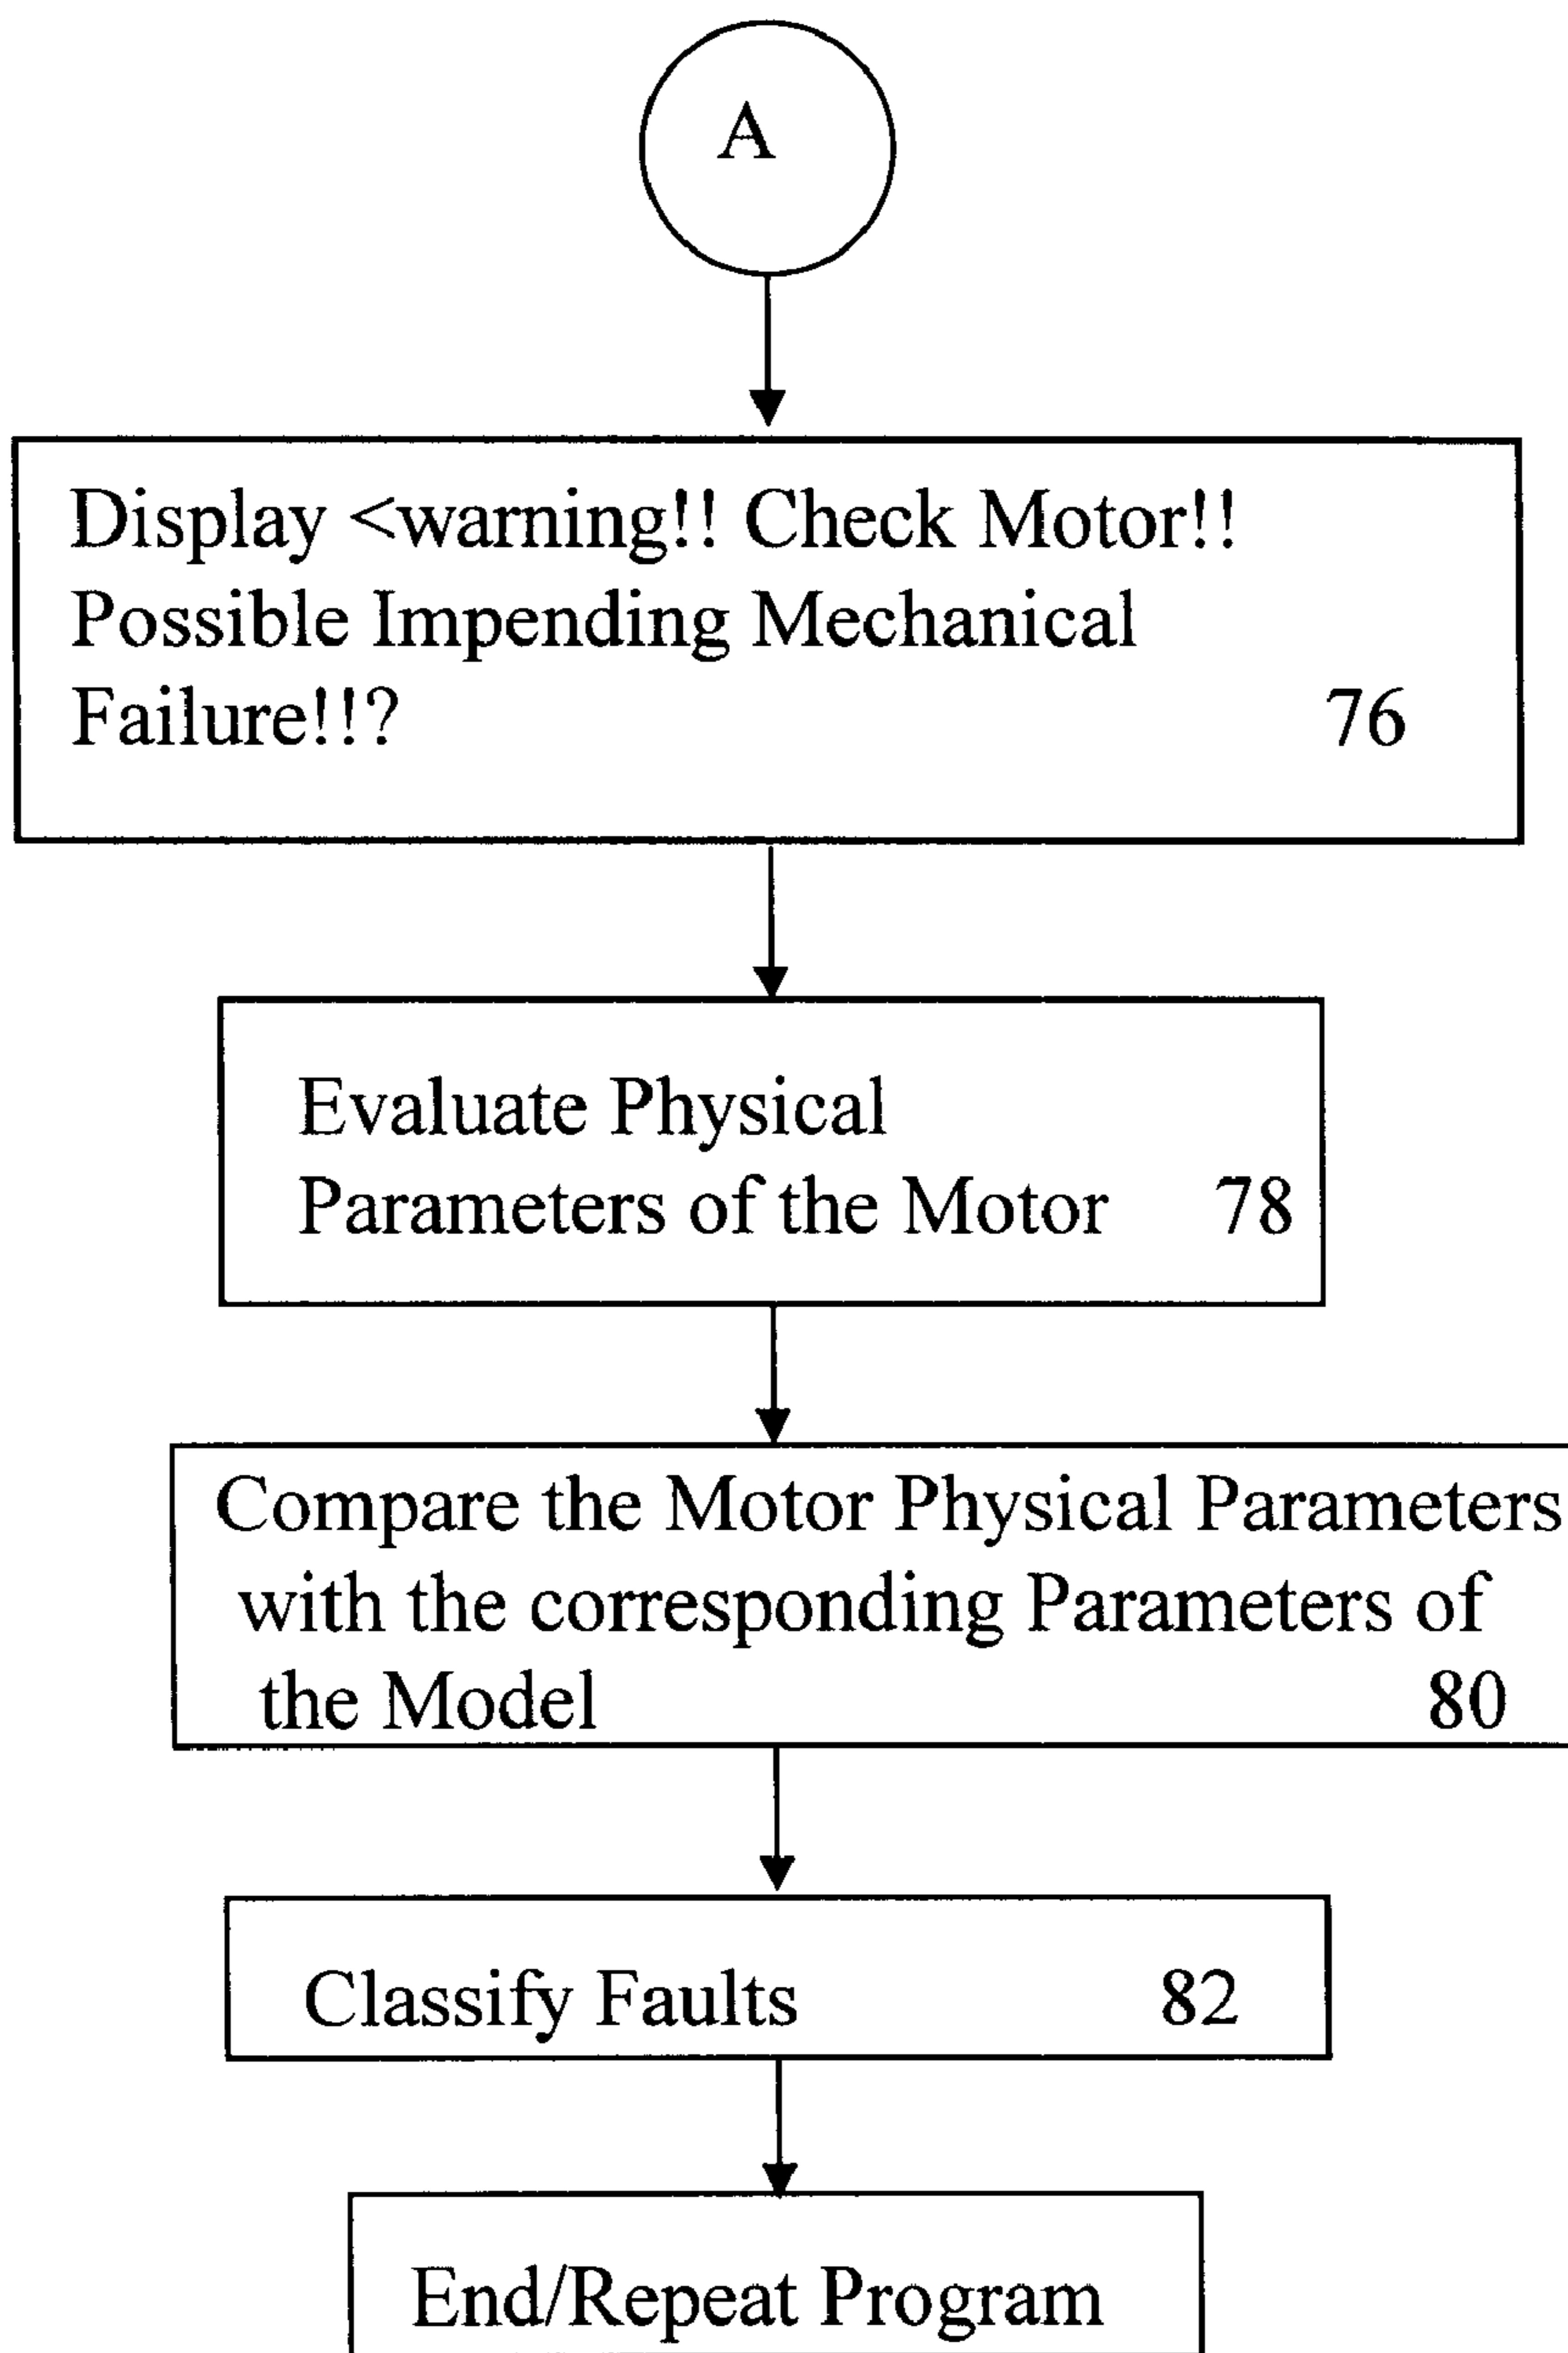 A
Display <warning!! Check Motor!!
Possible Impending Mechanical
Failure!!? 76
Evaluate Physical
Parameters of the Motor 78
Compare the Motor Physical Parameters
with the corresponding Parameters of
the Model 80
Classify Faults 82
End/Repeat Program